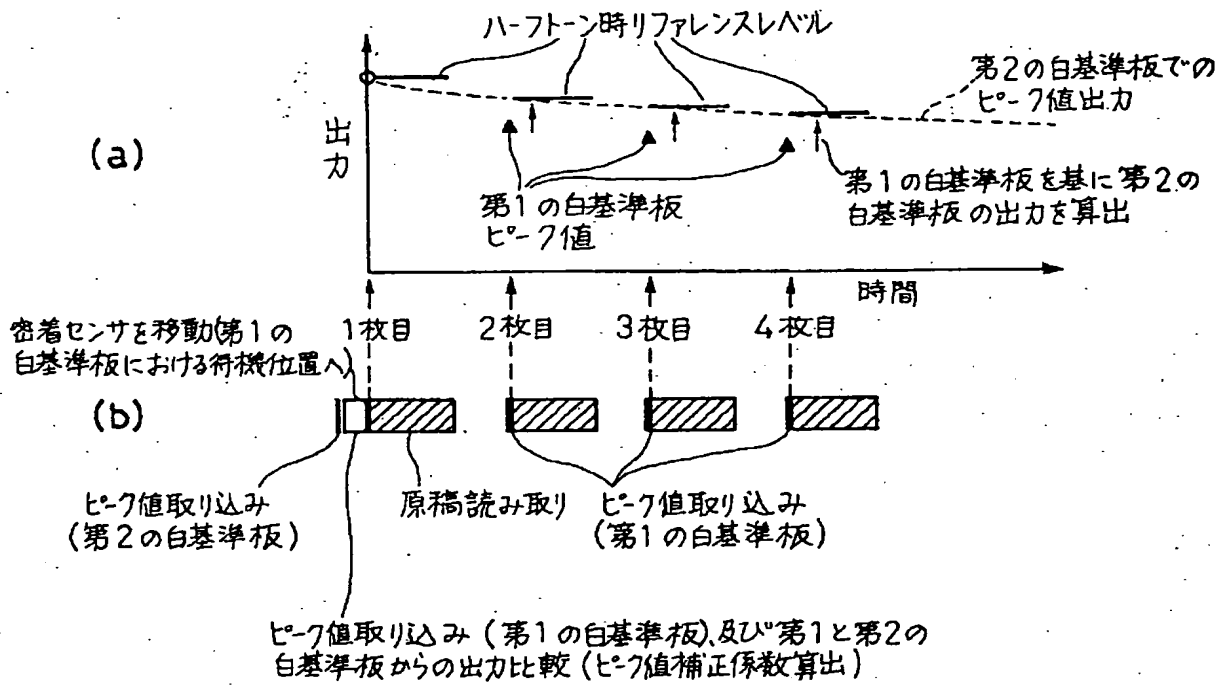 ハーフトーン時リファレンスレベル
第2の白基準板での
ピーク値出力
出力
(a)
第1の白基準板
ピーク値
第1の白基準板を基に第2の
白基準板の出力を算出
時間
密着センサを移動(第1の
白基準板における待機位置へ)
1枚目
2枚目
3枚目
4枚目
(b)
ピーク値取り込み
(第2の白基準板)
原稿読み取り
ピーク値取り込み
(第1の白基準板)
ピーク値取り込み(第1の白基準板)、及び第1と第2の
白基準板からの出力比較(ピーク値補正係数算出)